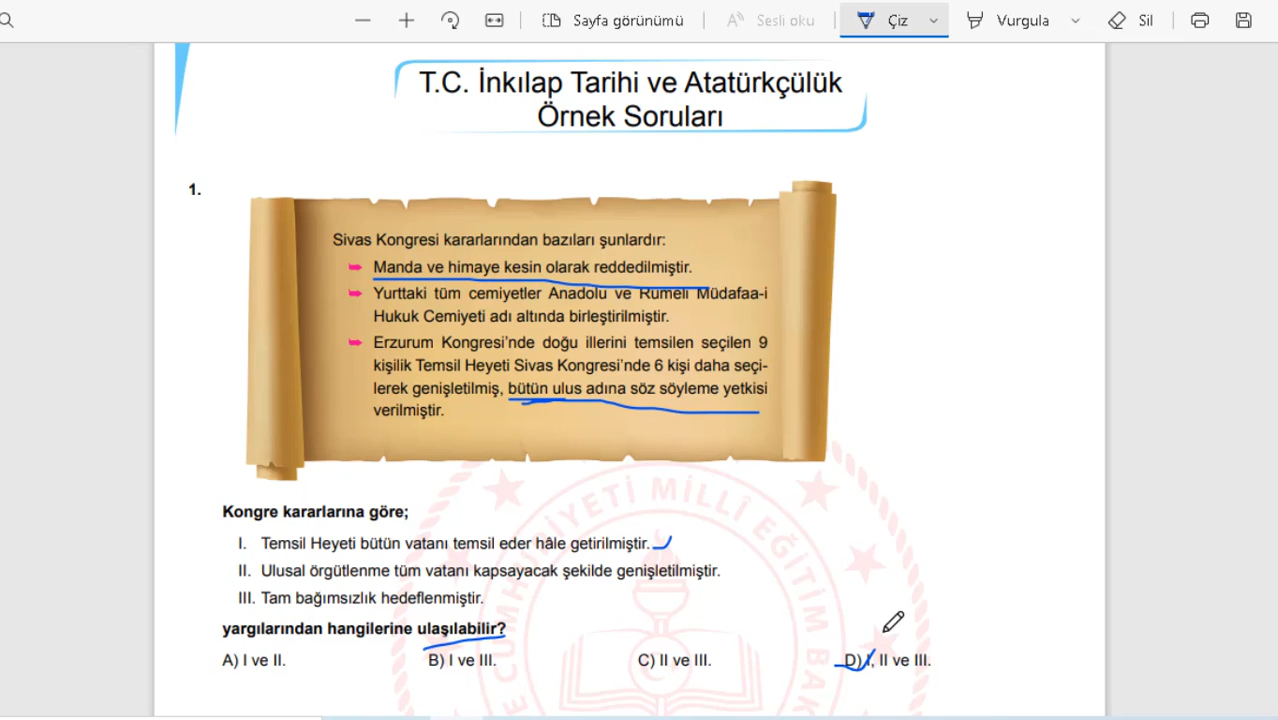 Sayfa görünümü
Sesli oku
Çiz
Vurgula
Sil
T.C. İnkılap Tarihi ve Atatürkçülük
Örnek Soruları
1.
Sivas Kongresi kararlarından bazıları şunlardır:
Manda ve himaye kesin olarak reddedilmiştir.
Yurttaki tüm cemiyetler Anadolu ve Rumeli Müdafaa-i
Hukuk Cemiyeti adı altında birleştirilmiştir.
Erzurum Kongresi'nde doğu illerini temsilen seçilen 9
kişilik Temsil Heyeti Sivas Kongresi'nde 6 kişi daha seçi-
lerek genişletilmiş, bütün ulus adına söz söyleme yetkisi
verilmiştir.
Kongre kararlarına göre;
I. Temsil Heyeti bütün vatanı temsil eder hâle getirilmiştir.
II. Ulusal örgütlenme tüm vatanı kapsayacak şekilde genişletilmiştir.
III. Tam bağımsızlık hedeflenmiştir.
yargılarından hangilerine ulaşılabilir?
A) I ve II.
B) I ve III.
C) II ve III.
D) I, II ve III.
MİLLÎ EĞİTİM